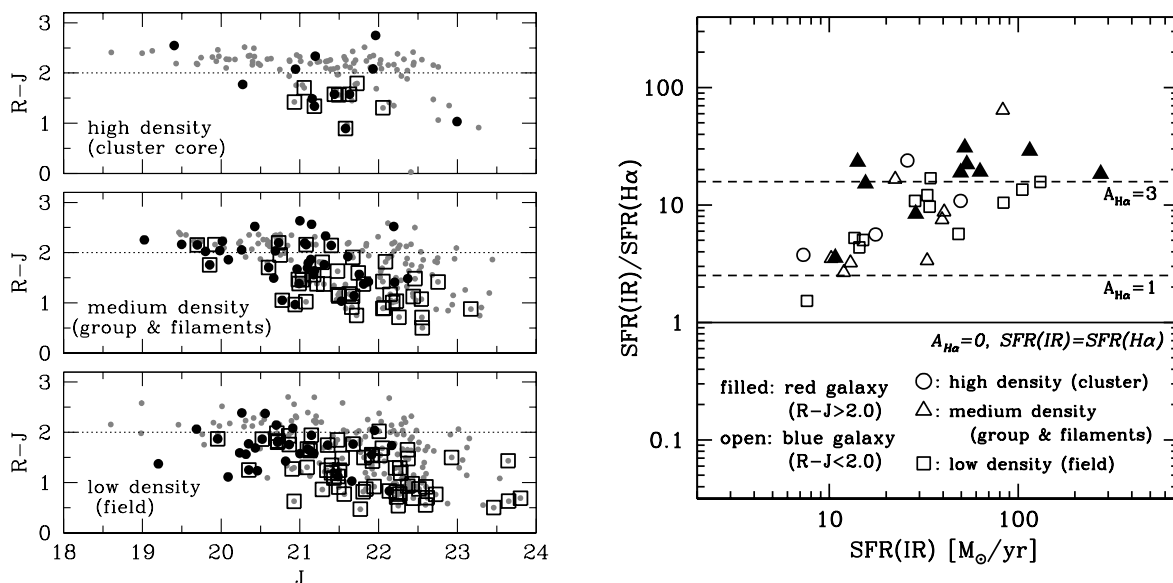 3
2
1
0
R−J
high density
(cluster core)
3
2
1
0
R−J
medium density
(group & filaments)
3
2
1
0
R−J
low density
(field)
18
19
20
21
22
23
24
J
100
10
1
0.1
SFR(IR)/SFR(Hα)
A_Hα=3
A_Hα=1
A_Hα=0, SFR(IR)=SFR(Hα)
filled: red galaxy
(R−J>2.0)
open: blue galaxy
(R−J<2.0)
: high density (cluster)
: medium density
(group & filaments)
: low density (field)
10
100
SFR(IR) [M⊙/yr]